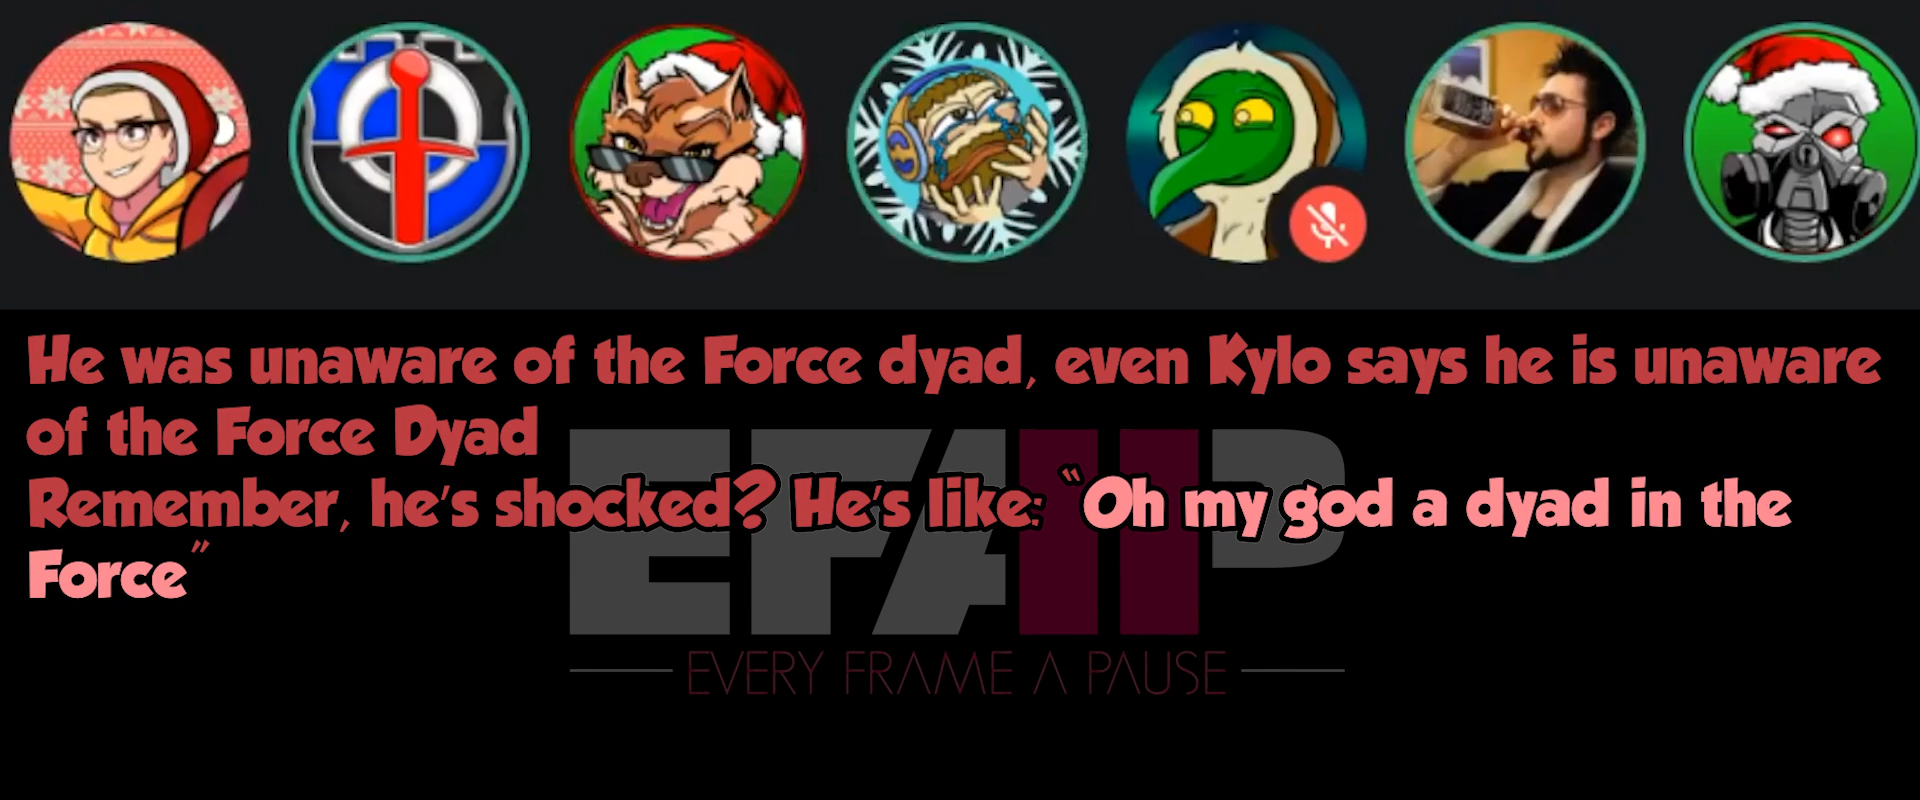 He was unaware of the Force dyad, even Kylo says he is unaware
of the Force Dyad
Remember, he's shocked? He's like: "Oh my god a dyad in the
Force"
EFAP
EVERY FRAME A PAUSE